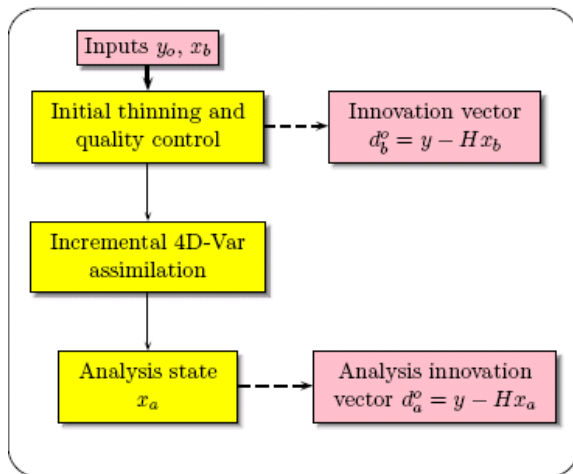 Inputs y_o, x_b
Initial thinning and
quality control
Innovation vector
d_b^o = y − Hx_b
Incremental 4D-Var
assimilation
Analysis state
x_a
Analysis innovation
vector d_a^o = y − Hx_a